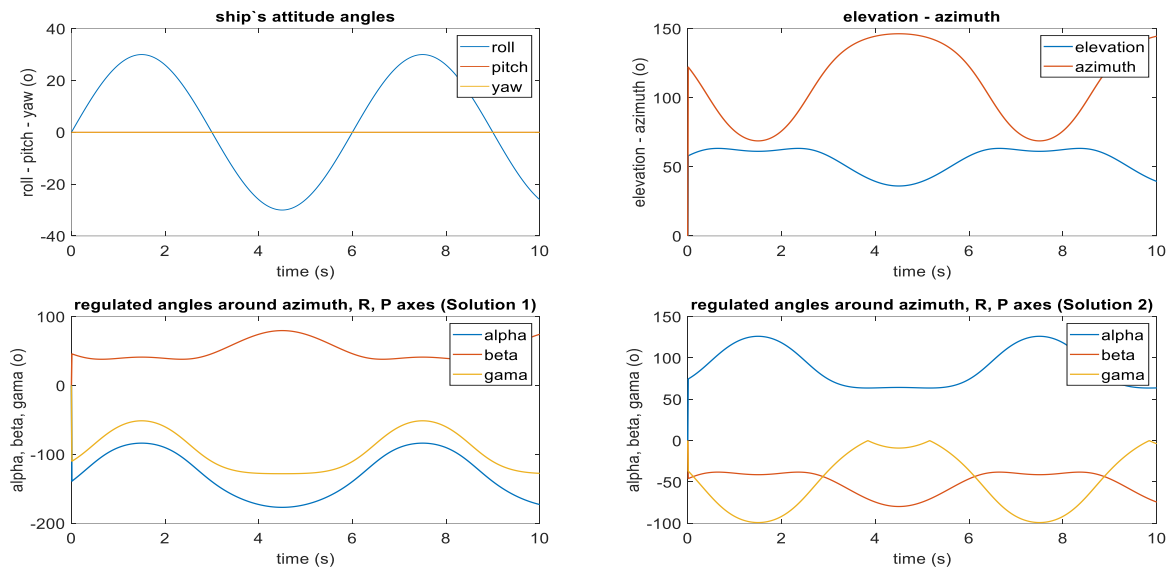 ship`s attitude angles
40
20
0
-20
-40
roll - pitch - yaw (o)
roll
pitch
yaw
0 2 4 6 8 10
time (s)
elevation - azimuth
150
100
50
0
elevation - azimuth (o)
elevation
azimuth
0 2 4 6 8 10
time (s)
regulated angles around azimuth, R, P axes (Solution 1)
100
0
-100
-200
alpha, beta, gama (o)
alpha
beta
gama
0 2 4 6 8 10
time (s)
regulated angles around azimuth, R, P axes (Solution 2)
150
100
50
0
-50
-100
alpha, beta, gama (o)
alpha
beta
gama
0 2 4 6 8 10
time (s)